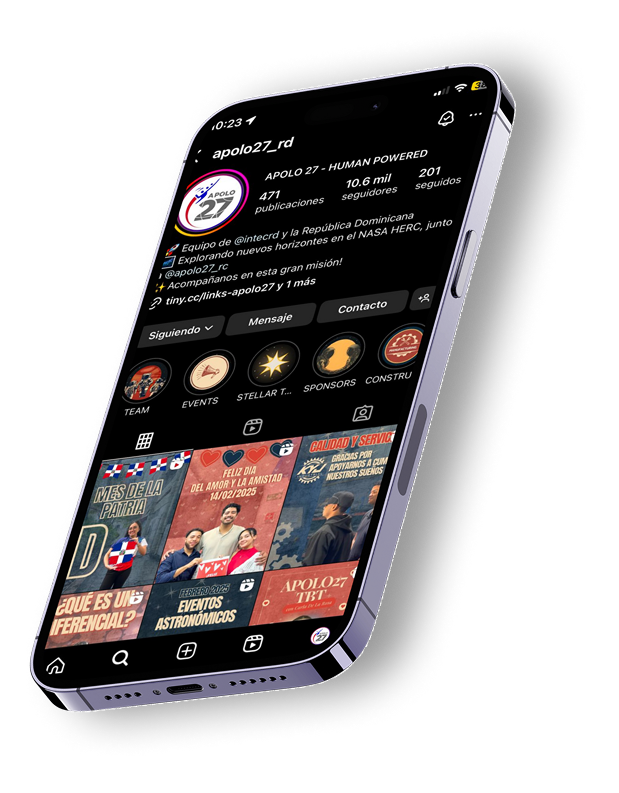 10:23
apolo27_rd
APOLO 27 - HUMAN POWERED
471
publicaciones
10.6 mil
seguidores
201
seguidos
APOLO
27
Equipo de @intecrd y la República Dominicana
Explorando nuevos horizontes en el NASA HERC, junto
@apolo27_rc
Acompañanos en esta gran misión!
tiny.cc/links-apolo27 y 1 más
Siguiendo
Mensaje
Contacto
TEAM
EVENTS
STELLAR T...
SPONSORS
CONSTRU
MES DE LA
PATRIA
D
FELIZ DIA
DEL AMOR Y LA AMISTAD
14/02/2025
CALIDAD Y SERVIC
KYJ
GRACIAS POR
APOYARNOS A CUM
NUESTROS SUEÑOS
¿QUÉ ES UN
IFERENCIAL?
FEBRERO 2025
EVENTOS
ASTRONÓMICOS
APOLO27
TBT